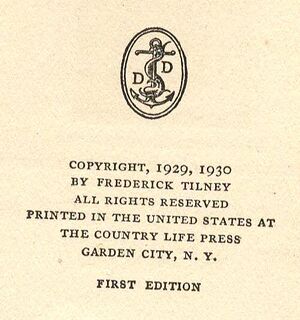 D D
COPYRIGHT, 1929, 1930
BY FREDERICK TILNEY
ALL RIGHTS RESERVED
PRINTED IN THE UNITED STATES AT
THE COUNTRY LIFE PRESS
GARDEN CITY, N. Y.
FIRST EDITION